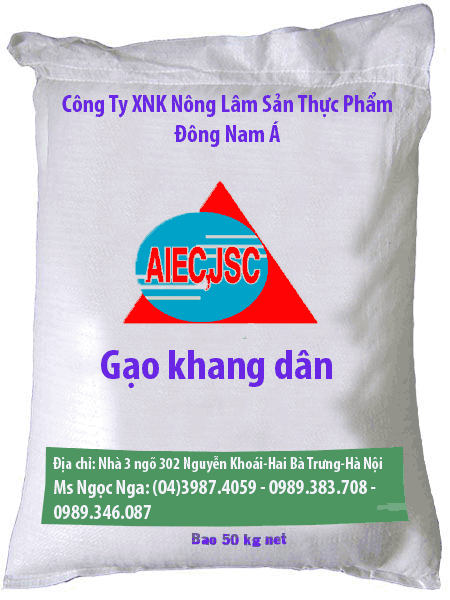 Công Ty XNK Nông Lâm Sản Thực Phẩm
Đông Nam Á
AIEC,JSC
Gạo khang dân
Địa chỉ: Nhà 3 ngõ 302 Nguyễn Khoái-Hai Bà Trưng-Hà Nội
Ms Ngọc Nga: (04)3987.4059 - 0989.383.708 -
0989.346.087
Bao 50 kg net